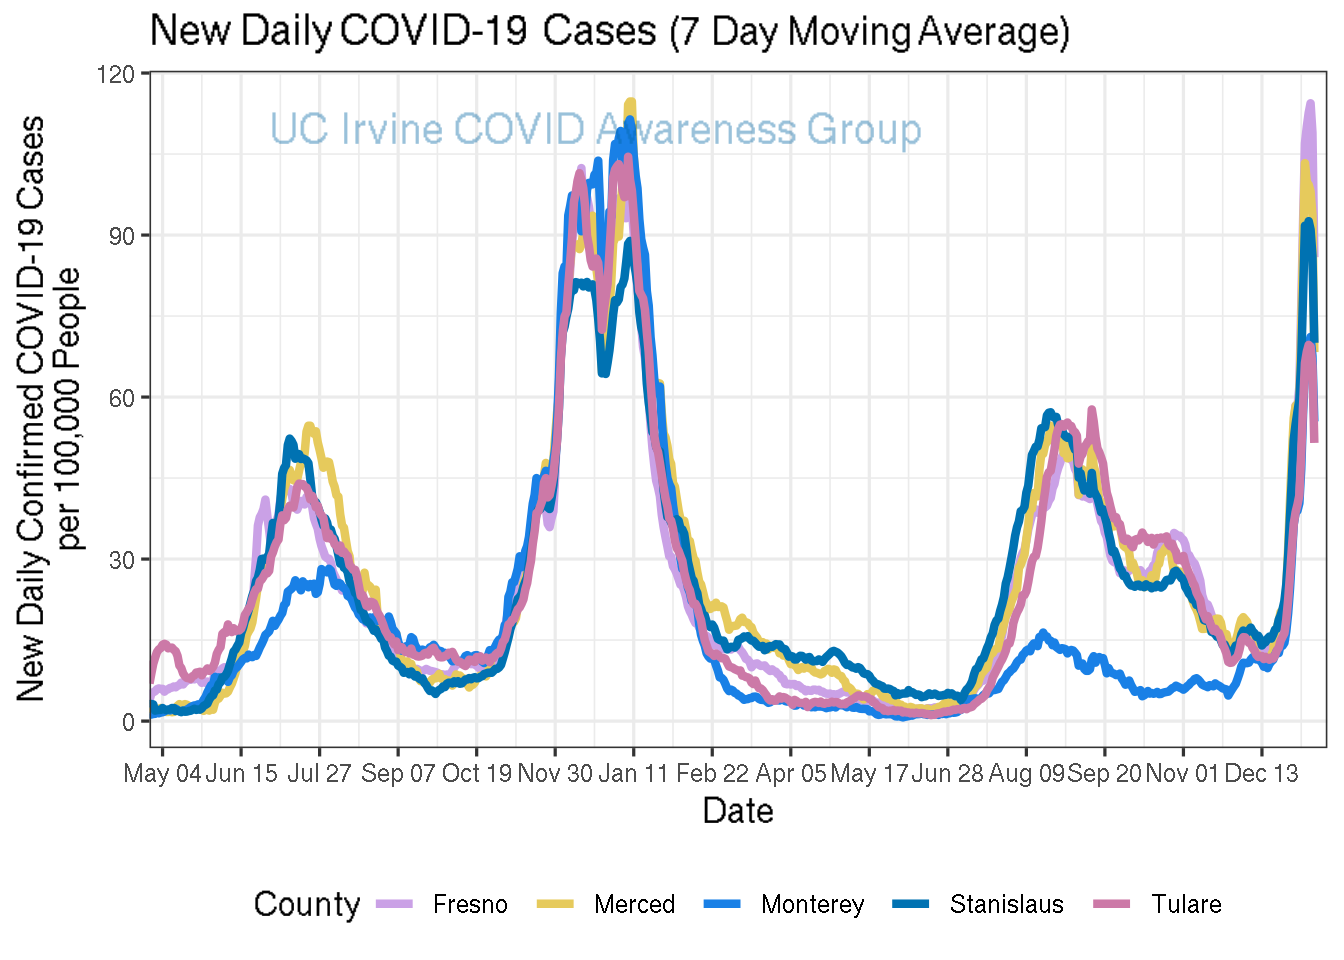 New Daily COVID-19 Cases (7 Day Moving Average)
UC Irvine COVID Awareness Group
New Daily Confirmed COVID-19 Cases
per 100,000 People
120
90
60
30
0
May 04 Jun 15 Jul 27 Sep 07 Oct 19 Nov 30 Jan 11 Feb 22 Apr 05 May 17 Jun 28 Aug 09 Sep 20 Nov 01 Dec 13
Date
County Fresno Merced Monterey Stanislaus Tulare